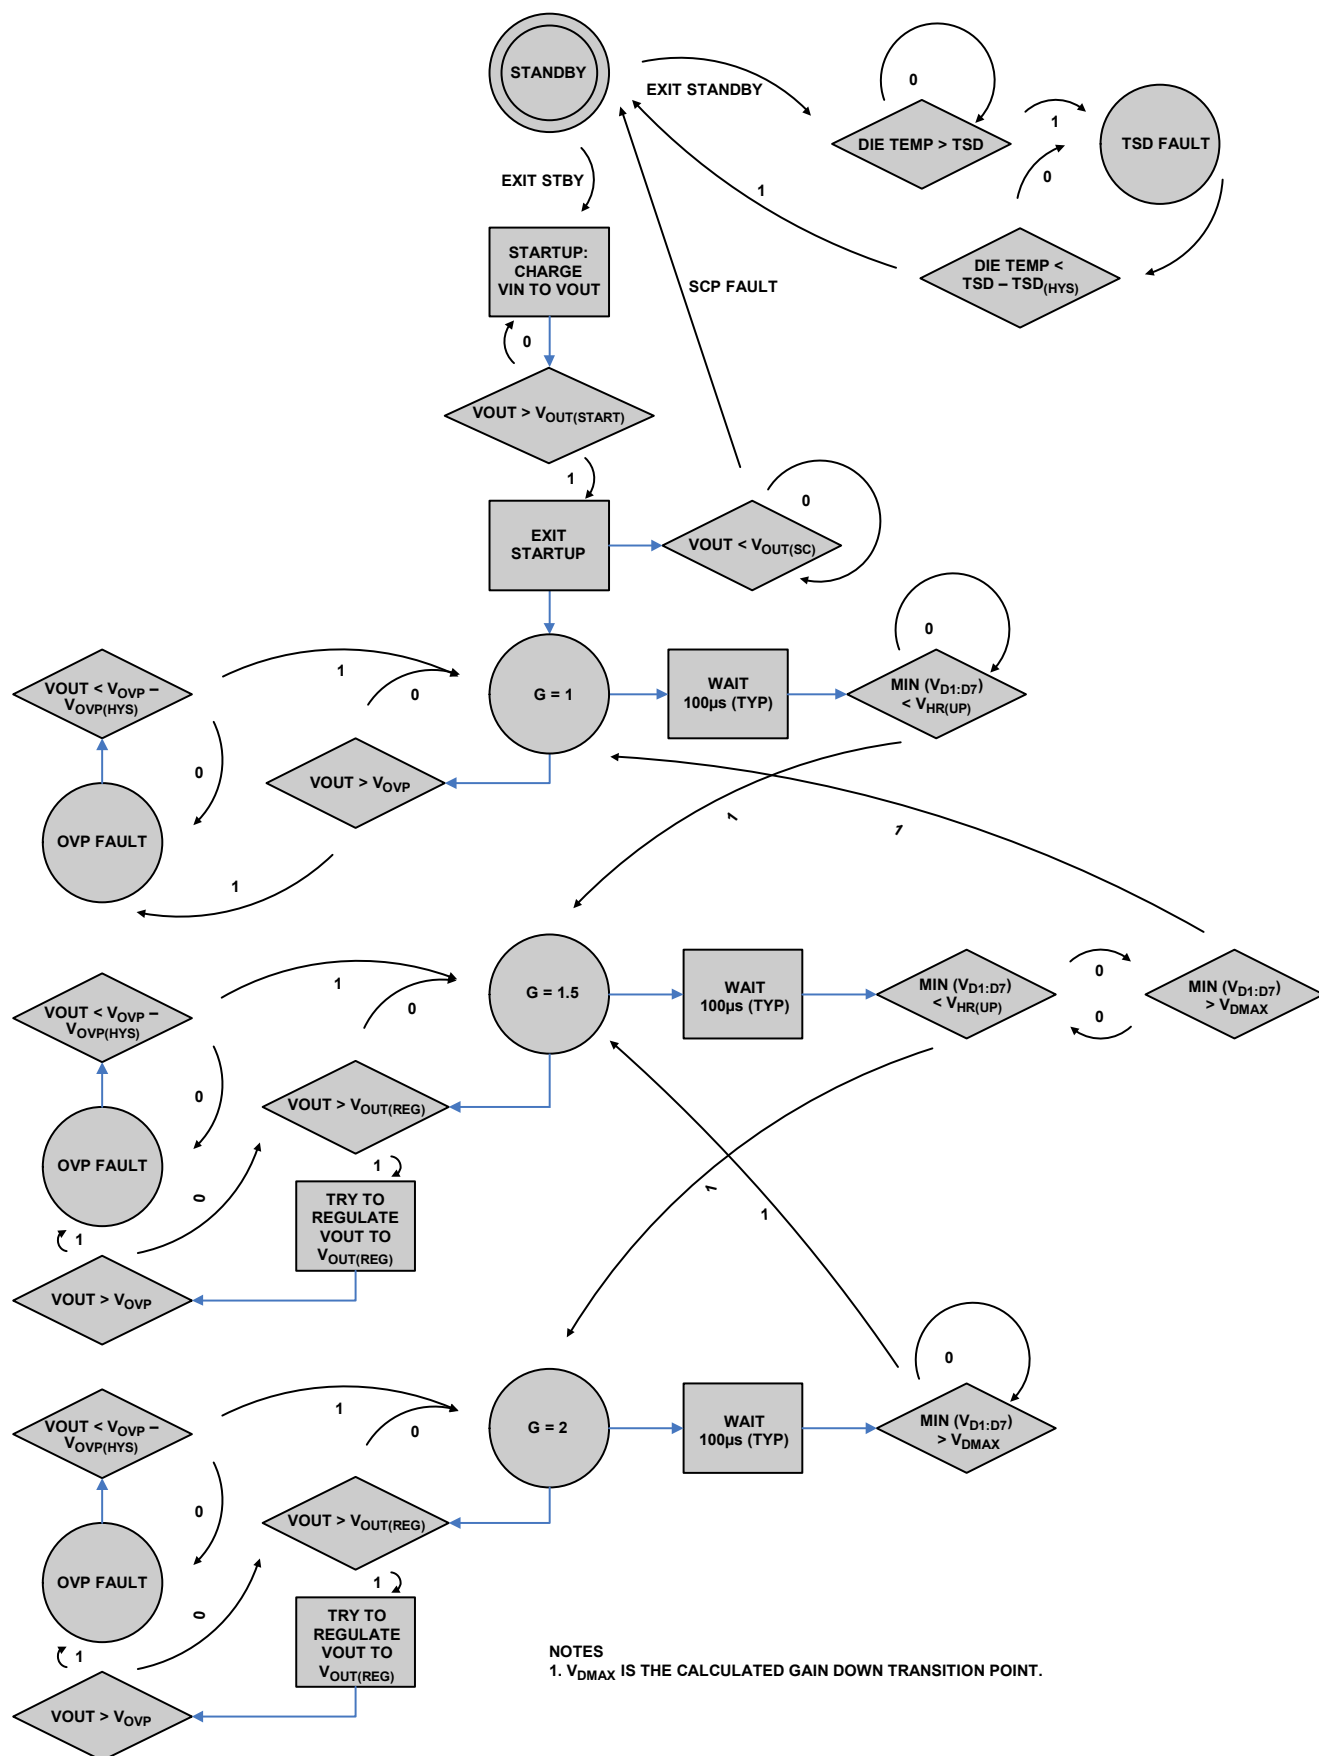 STANDBY
EXIT STANDBY
0
DIE TEMP > TSD
1
TSD FAULT
0
EXIT STBY
1
STARTUP:
CHARGE
VIN TO VOUT
DIE TEMP <
TSD – TSD(HYS)
SCP FAULT
0
VOUT > VOUT(START)
1
0
EXIT
STARTUP
VOUT < VOUT(SC)
0
VOUT < VOVP –
VOVP(HYS)
1
0
G = 1
WAIT
100µs (TYP)
MIN (VD1:D7)
< VHR(UP)
0
VOUT > VOVP
OVP FAULT
1
1
1
VOUT < VOVP –
VOVP(HYS)
1
0
G = 1.5
WAIT
100µs (TYP)
MIN (VD1:D7)
< VHR(UP)
0
0
MIN (VD1:D7)
> VDMAX
0
VOUT > VOUT(REG)
OVP FAULT
1
0
1
1
TRY TO
REGULATE
VOUT TO
VOUT(REG)
1
VOUT > VOVP
0
VOUT < VOVP –
VOVP(HYS)
1
0
G = 2
WAIT
100µs (TYP)
MIN (VD1:D7)
> VDMAX
0
VOUT > VOUT(REG)
OVP FAULT
1
0
TRY TO
REGULATE
VOUT TO
VOUT(REG)
1
VOUT > VOVP
NOTES
1. VDMAX IS THE CALCULATED GAIN DOWN TRANSITION POINT.